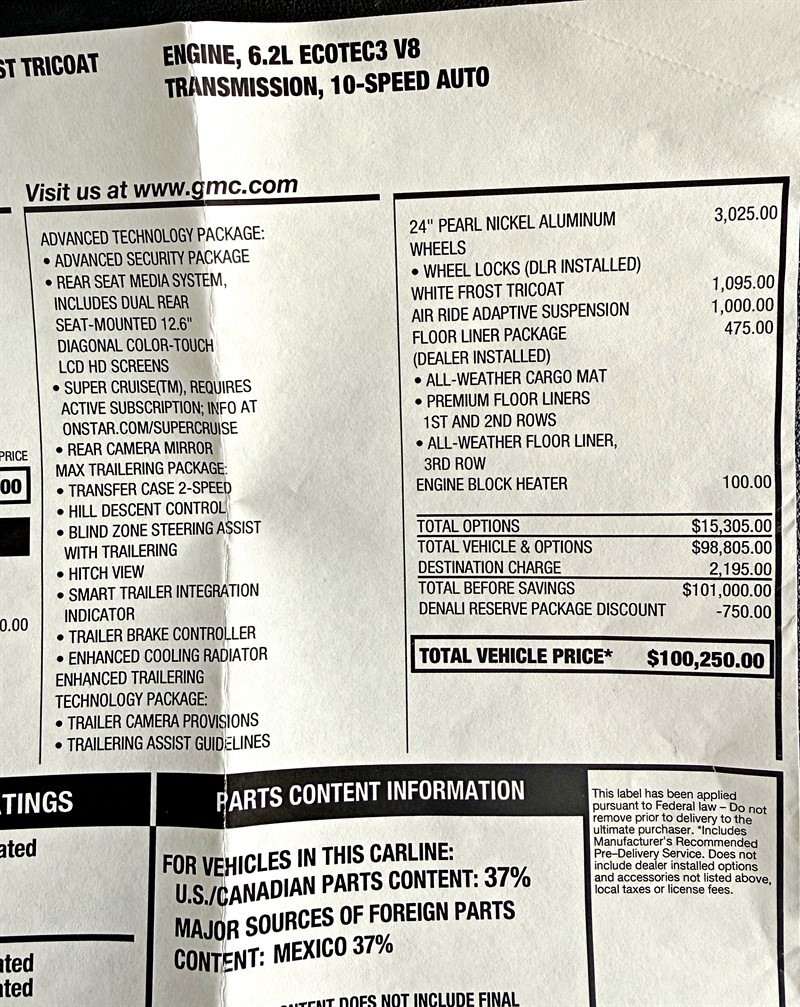 ST TRICOAT
ENGINE, 6.2L ECOTEC3 V8
TRANSMISSION, 10-SPEED AUTO
Visit us at www.gmc.com
PRICE
00
0.00
ADVANCED TECHNOLOGY PACKAGE:
• ADVANCED SECURITY PACKAGE
• REAR SEAT MEDIA SYSTEM,
INCLUDES DUAL REAR
SEAT-MOUNTED 12.6"
DIAGONAL COLOR-TOUCH
LCD HD SCREENS
• SUPER CRUISE(TM), REQUIRES
ACTIVE SUBSCRIPTION; INFO AT
ONSTAR.COM/SUPERCRUISE
• REAR CAMERA MIRROR
MAX TRAILERING PACKAGE:
• TRANSFER CASE 2-SPEED
• HILL DESCENT CONTROL
• BLIND ZONE STEERING ASSIST
WITH TRAILERING
• HITCH VIEW
• SMART TRAILER INTEGRATION
INDICATOR
• TRAILER BRAKE CONTROLLER
• ENHANCED COOLING RADIATOR
ENHANCED TRAILERING
TECHNOLOGY PACKAGE:
• TRAILER CAMERA PROVISIONS
• TRAILERING ASSIST GUIDELINES
24" PEARL NICKEL ALUMINUM 3,025.00
WHEELS
• WHEEL LOCKS (DLR INSTALLED)
WHITE FROST TRICOAT 1,095.00
AIR RIDE ADAPTIVE SUSPENSION 1,000.00
FLOOR LINER PACKAGE 475.00
(DEALER INSTALLED)
• ALL-WEATHER CARGO MAT
• PREMIUM FLOOR LINERS
1ST AND 2ND ROWS
• ALL-WEATHER FLOOR LINER,
3RD ROW
ENGINE BLOCK HEATER 100.00
TOTAL OPTIONS $15,305.00
TOTAL VEHICLE & OPTIONS $98,805.00
DESTINATION CHARGE 2,195.00
TOTAL BEFORE SAVINGS $101,000.00
DENALI RESERVE PACKAGE DISCOUNT -750.00
TOTAL VEHICLE PRICE* $100,250.00
TINGS
ated
ated
ated
PARTS CONTENT INFORMATION
FOR VEHICLES IN THIS CARLINE:
U.S./CANADIAN PARTS CONTENT: 37%
MAJOR SOURCES OF FOREIGN PARTS
CONTENT: MEXICO 37%
NTENT DOES NOT INCLUDE FINAL
This label has been applied
pursuant to Federal law – Do not
remove prior to delivery to the
ultimate purchaser. *Includes
Manufacturer's Recommended
Pre–Delivery Service. Does not
include dealer installed options
and accessories not listed above,
local taxes or license fees.